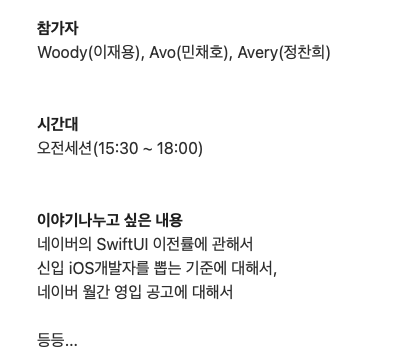 참가자
Woody(이재용), Avo(민채호), Avery(정찬희)
시간대
오전세션(15:30 ~ 18:00)
이야기나누고 싶은 내용
네이버의 SwiftUI 이전률에 관해서
신입 iOS개발자를 뽑는 기준에 대해서,
네이버 월간 영입 공고에 대해서
등등...